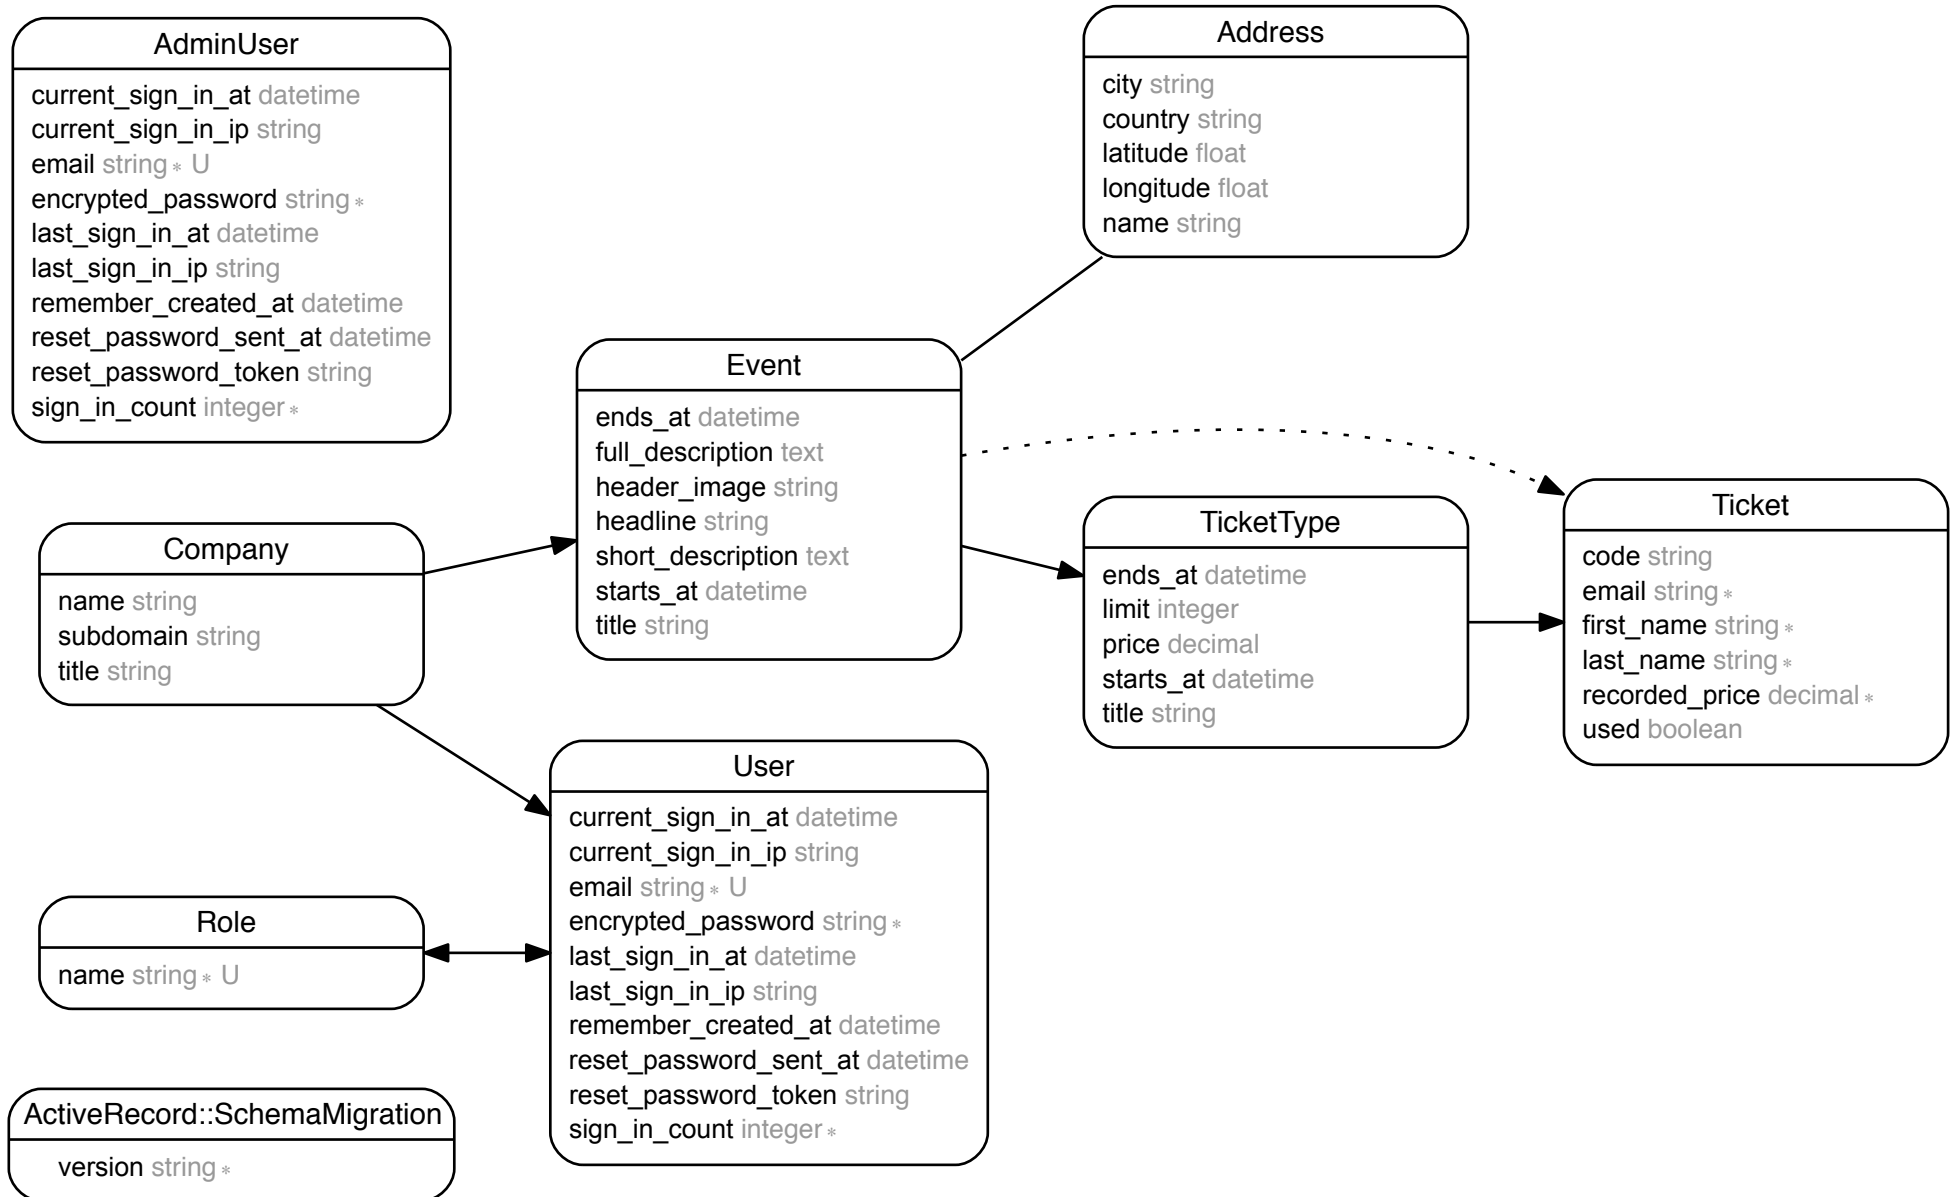 AdminUser
current_sign_in_at datetime
current_sign_in_ip string
email string * U
encrypted_password string *
last_sign_in_at datetime
last_sign_in_ip string
remember_created_at datetime
reset_password_sent_at datetime
reset_password_token string
sign_in_count integer *
Address
city string
country string
latitude float
longitude float
name string
Event
ends_at datetime
full_description text
header_image string
headline string
short_description text
starts_at datetime
title string
Company
name string
subdomain string
title string
TicketType
ends_at datetime
limit integer
price decimal
starts_at datetime
title string
Ticket
code string
email string *
first_name string *
last_name string *
recorded_price decimal *
used boolean
User
current_sign_in_at datetime
current_sign_in_ip string
email string * U
encrypted_password string *
last_sign_in_at datetime
last_sign_in_ip string
remember_created_at datetime
reset_password_sent_at datetime
reset_password_token string
sign_in_count integer *
Role
name string * U
ActiveRecord::SchemaMigration
version string *